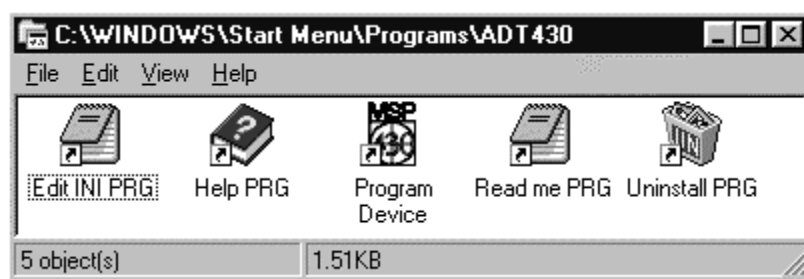 C:\WINDOWS\Start Menu\Programs\ADT430
File Edit View Help
MSP
430
UN
Edit INI PRG Help PRG Program Device Read me PRG Uninstall PRG
5 object(s) 1.51KB